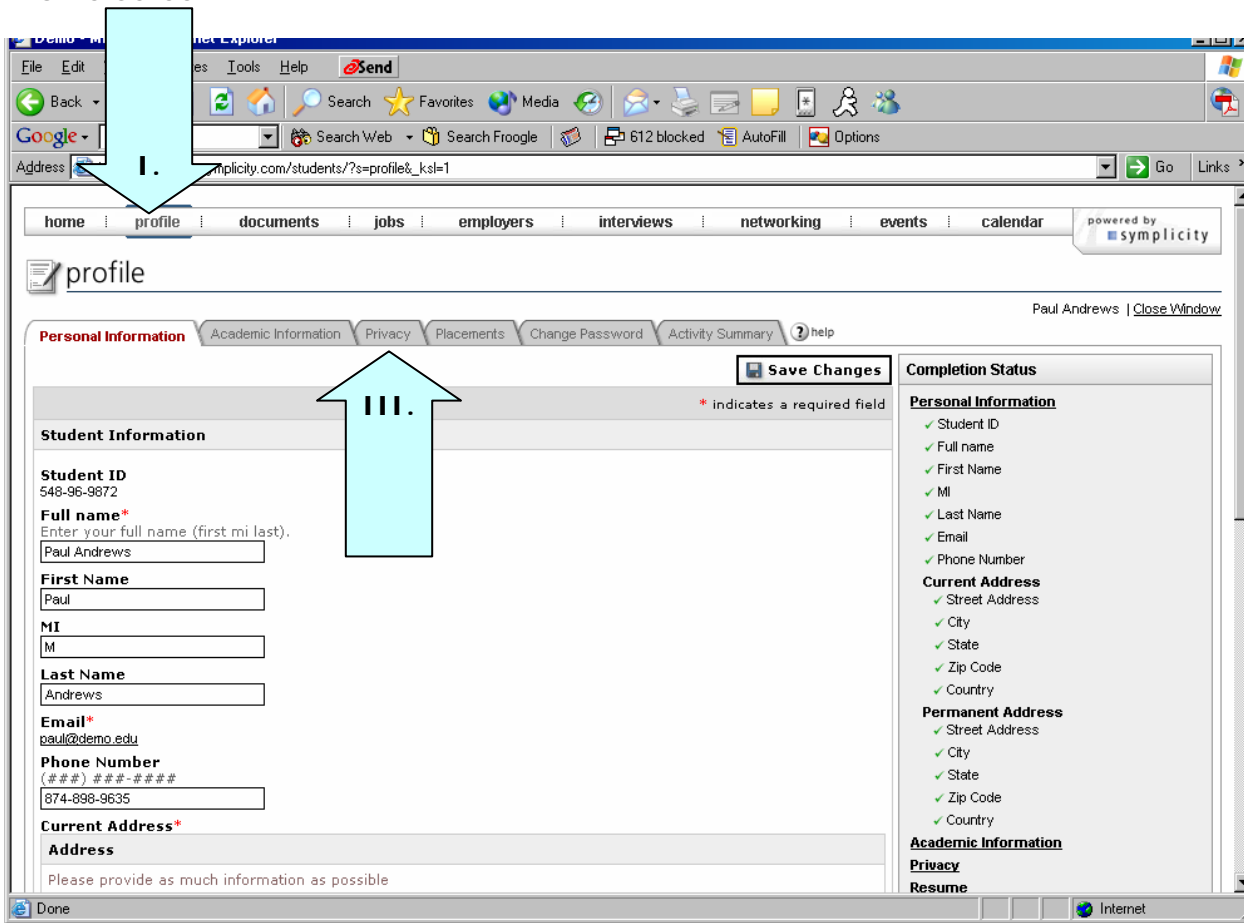 File Edit es Tools Help eSend
Back Search Favorites Media
Google Search Web Search Froogle 612 blocked AutoFill Options
Address I. mplicity.com/students/?s=profile&_ksl=1 Go Links
home profile documents jobs employers interviews networking events calendar powered by
symplicity
profile
Paul Andrews | Close Window
Personal Information Academic Information Privacy Placements Change Password Activity Summary ? help
Save Changes Completion Status
III. * indicates a required field Personal Information
Student Information
Student ID
548-96-9872
Full name*
Enter your full name (first mi last).
Paul Andrews
First Name
Paul
MI
M
Last Name
Andrews
Email*
paul@demo.edu
Phone Number
(###) ###-####
874-898-9635
Current Address*
Address
Please provide as much information as possible
Student ID
Full name
First Name
MI
Last Name
Email
Phone Number
Current Address
Street Address
City
State
Zip Code
Country
Permanent Address
Street Address
City
State
Zip Code
Country
Academic Information
Privacy
Resume
Done Internet